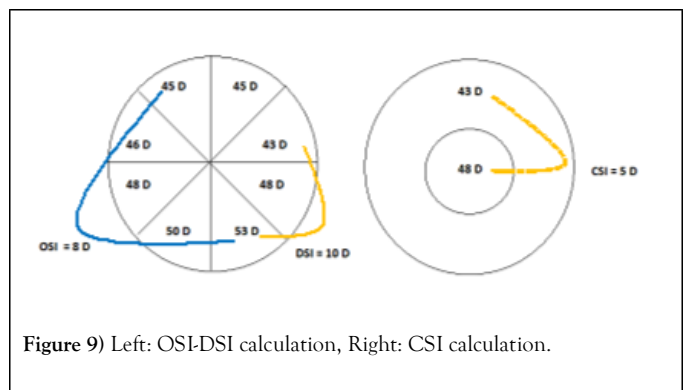 45 D 45 D
43 D
46 D 43 D
48 D
48 D 48 D
CSI = 5 D
50 D 53 D
OSI = 8 D
DSI = 10 D
Figure 9) Left: OSI-DSI calculation, Right: CSI calculation.